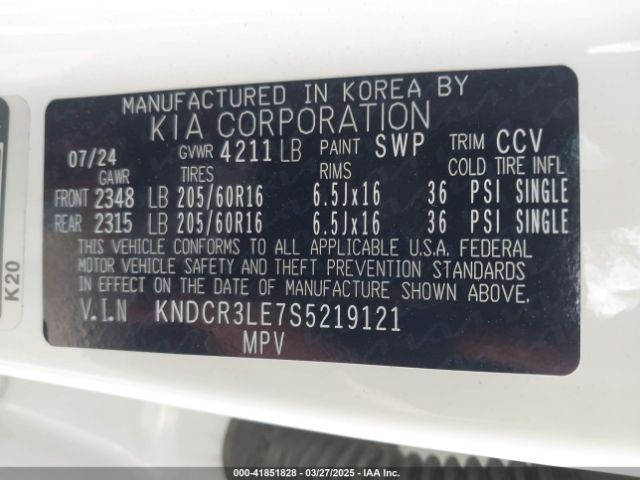 MANUFACTURED IN KOREA BY
KIA CORPORATION
07/24 GVWR 4211 LB PAINT SWP TRIM CCV
GAWR TIRES RIMS COLD TIRE INFL
FRONT 2348 LB 205/60R16 6.5Jx16 36 PSI SINGLE
REAR 2315 LB 205/60R16 6.5Jx16 36 PSI SINGLE
THIS VEHICLE CONFORMS TO ALL APPLICABLE U.S.A. FEDERAL
MOTOR VEHICLE SAFETY AND THEFT PREVENTION STANDARDS
IN EFFECT ON THE DATE OF MANUFACTURE SHOWN ABOVE.
V.I.N KNDCR3LE7S5219121
MPV
K20
000-41851828 - 03/27/2025 - IAA Inc.